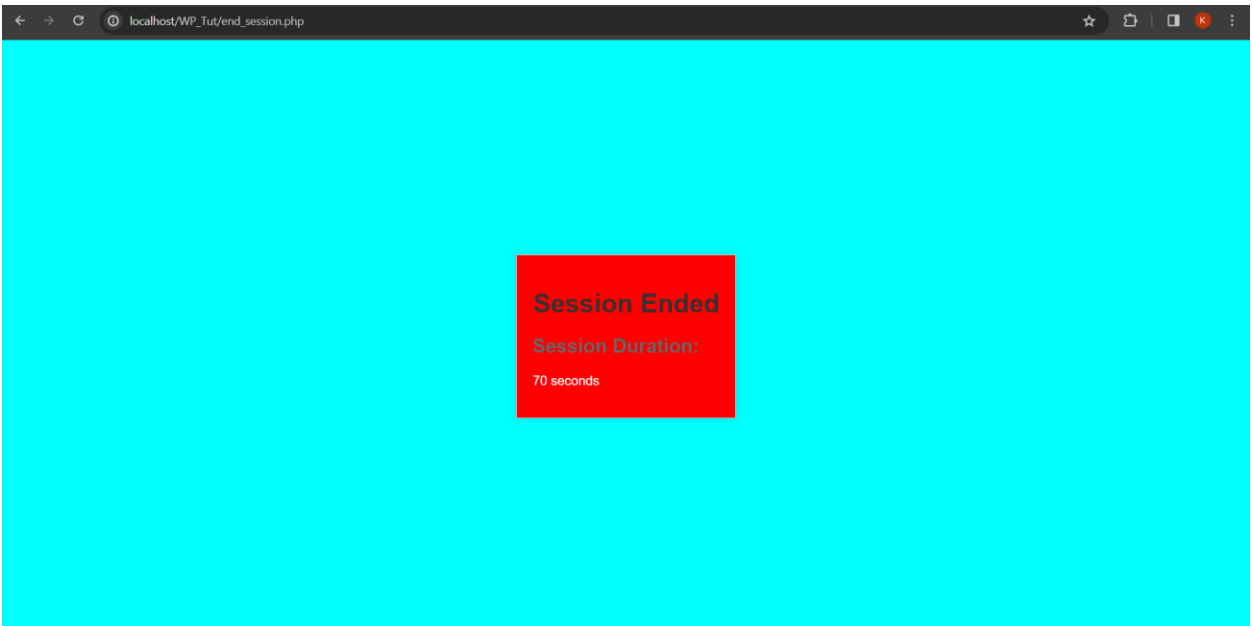 localhost/WP_Tut/end_session.php
K
Session Ended
Session Duration:
70 seconds